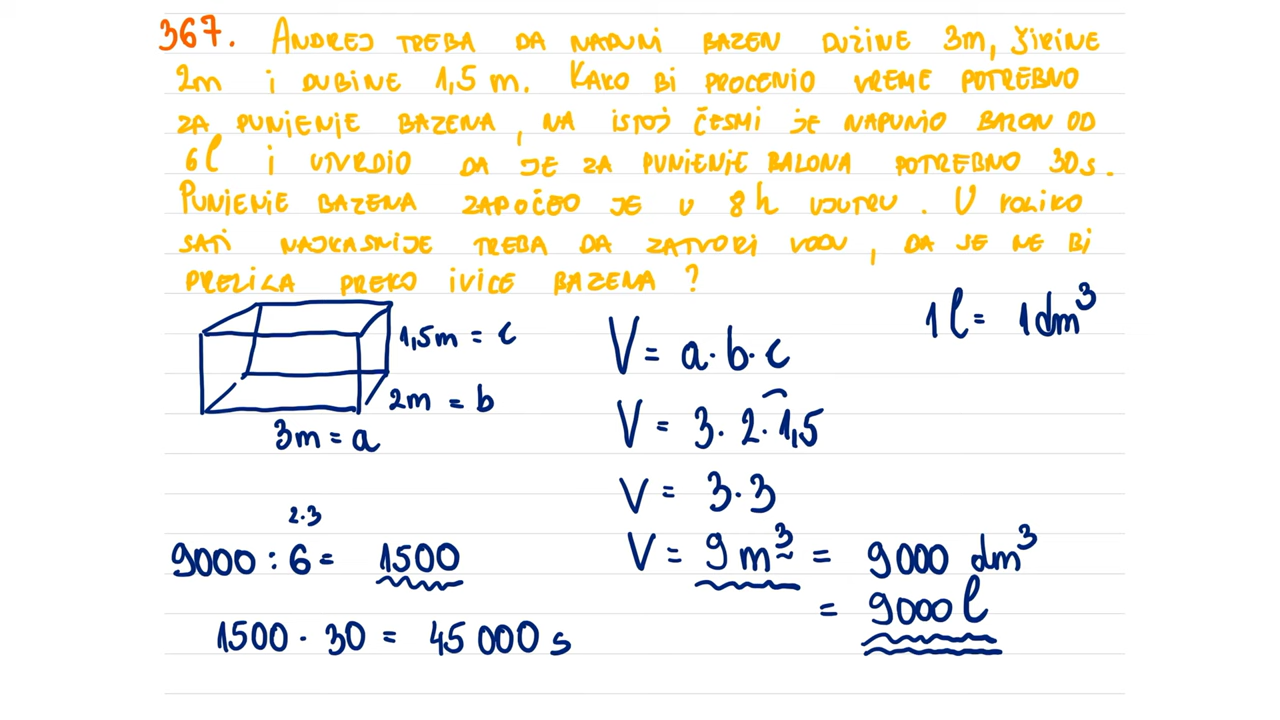 367. ANDREJ TREBA DA NAPUNI BAZEN DUŽINE 3m, ŠIRINE
2m I DUBINE 1,5 m. KAKO BI PROCENIO VREME POTREBNO
ZA PUNJENJE BAZENA, NA ISTOJ ČESMI JE NAPUNIO BALON OD
6l I UTVRDIO DA JE ZA PUNJENJE BALONA POTREBNO 30s.
PUNJENJE BAZENA ZAPOČEO JE U 8h UJUTRU. U KOLIKO
SATI NAJKASNIJE TREBA DA ZATVORI VODU, DA JE NE BI
PRELILA PREKO IVICE BAZENA?
1l = 1dm³
1,5m = c
2m = b
3m = a
V = a·b·c
V = 3·2·1,5
V = 3·3
V = 9m³ = 9000 dm³
= 9000l
2·3
9000 : 6 = 1500
1500 · 30 = 45 000 s